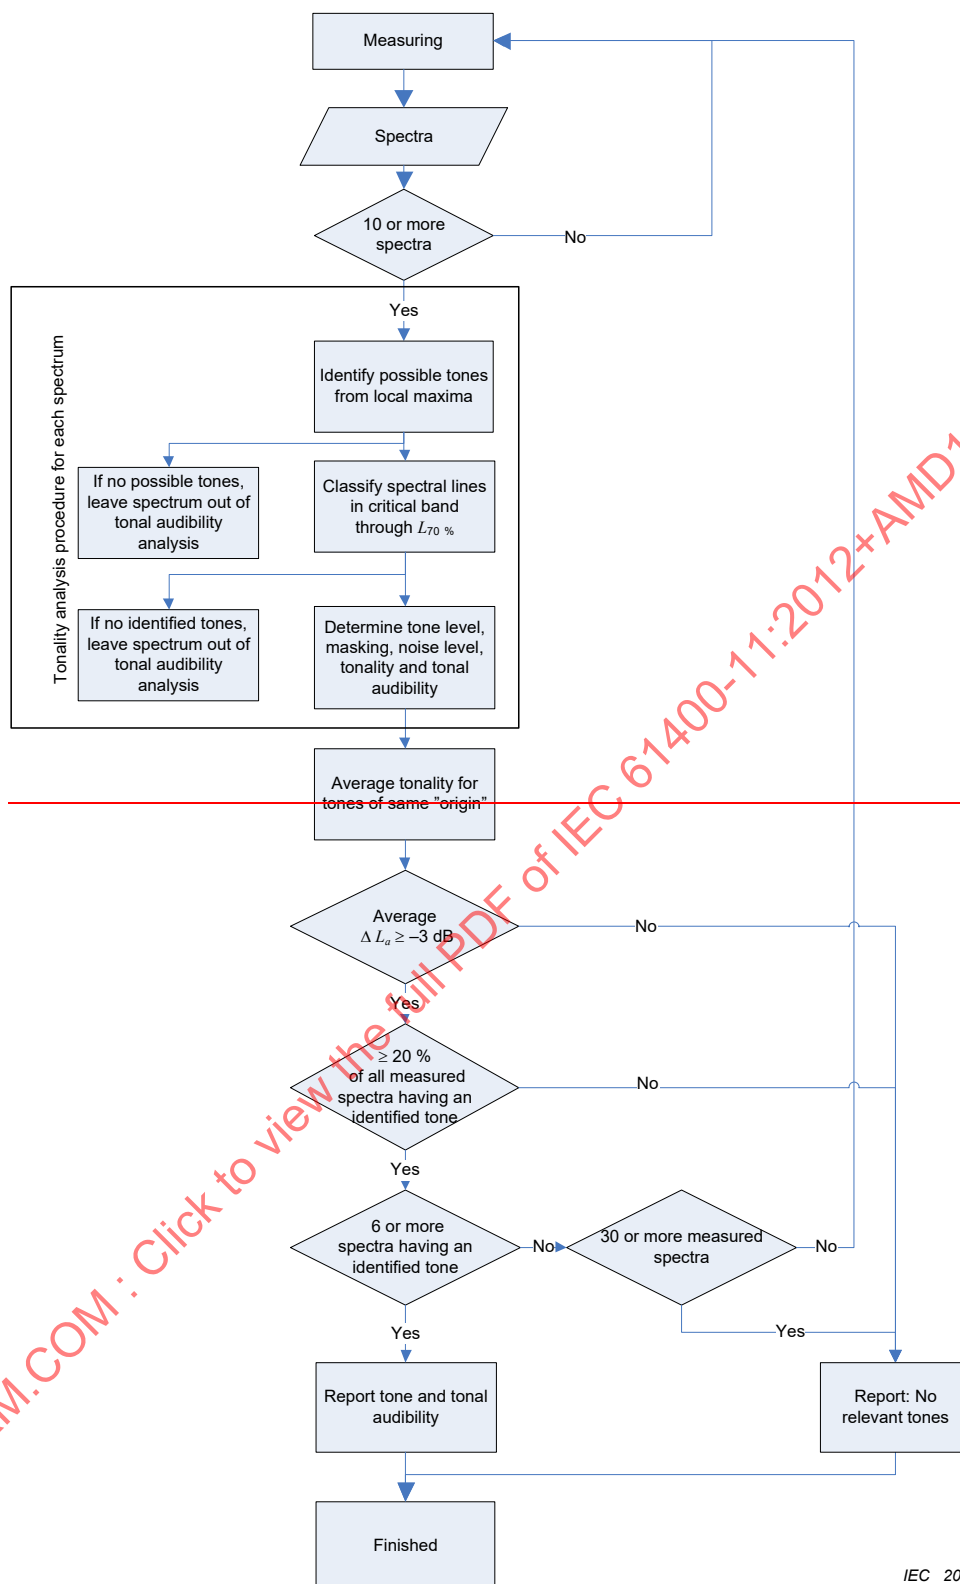 Measuring
Spectra
10 or more
spectra
No
Yes
Tonality analysis procedure for each spectrum
Identify possible tones
from local maxima
If no possible tones,
leave spectrum out of
tonal audibility
analysis
Classify spectral lines
in critical band
through L70 %
If no identified tones,
leave spectrum out of
tonal audibility
analysis
Determine tone level,
masking, noise level,
tonality and tonal
audibility
Average tonality for
tones of same "origin"
Average
Δ La ≥ –3 dB
No
Yes
≥ 20 %
of all measured
spectra having an
identified tone
No
Yes
6 or more
spectra having an
identified tone
No
30 or more measured
spectra
No
Yes
Yes
Report tone and tonal
audibility
Report: No
relevant tones
Finished
IEC 20
M.COM : Click to view the full PDF of IEC 61400-11:2012+AMD1